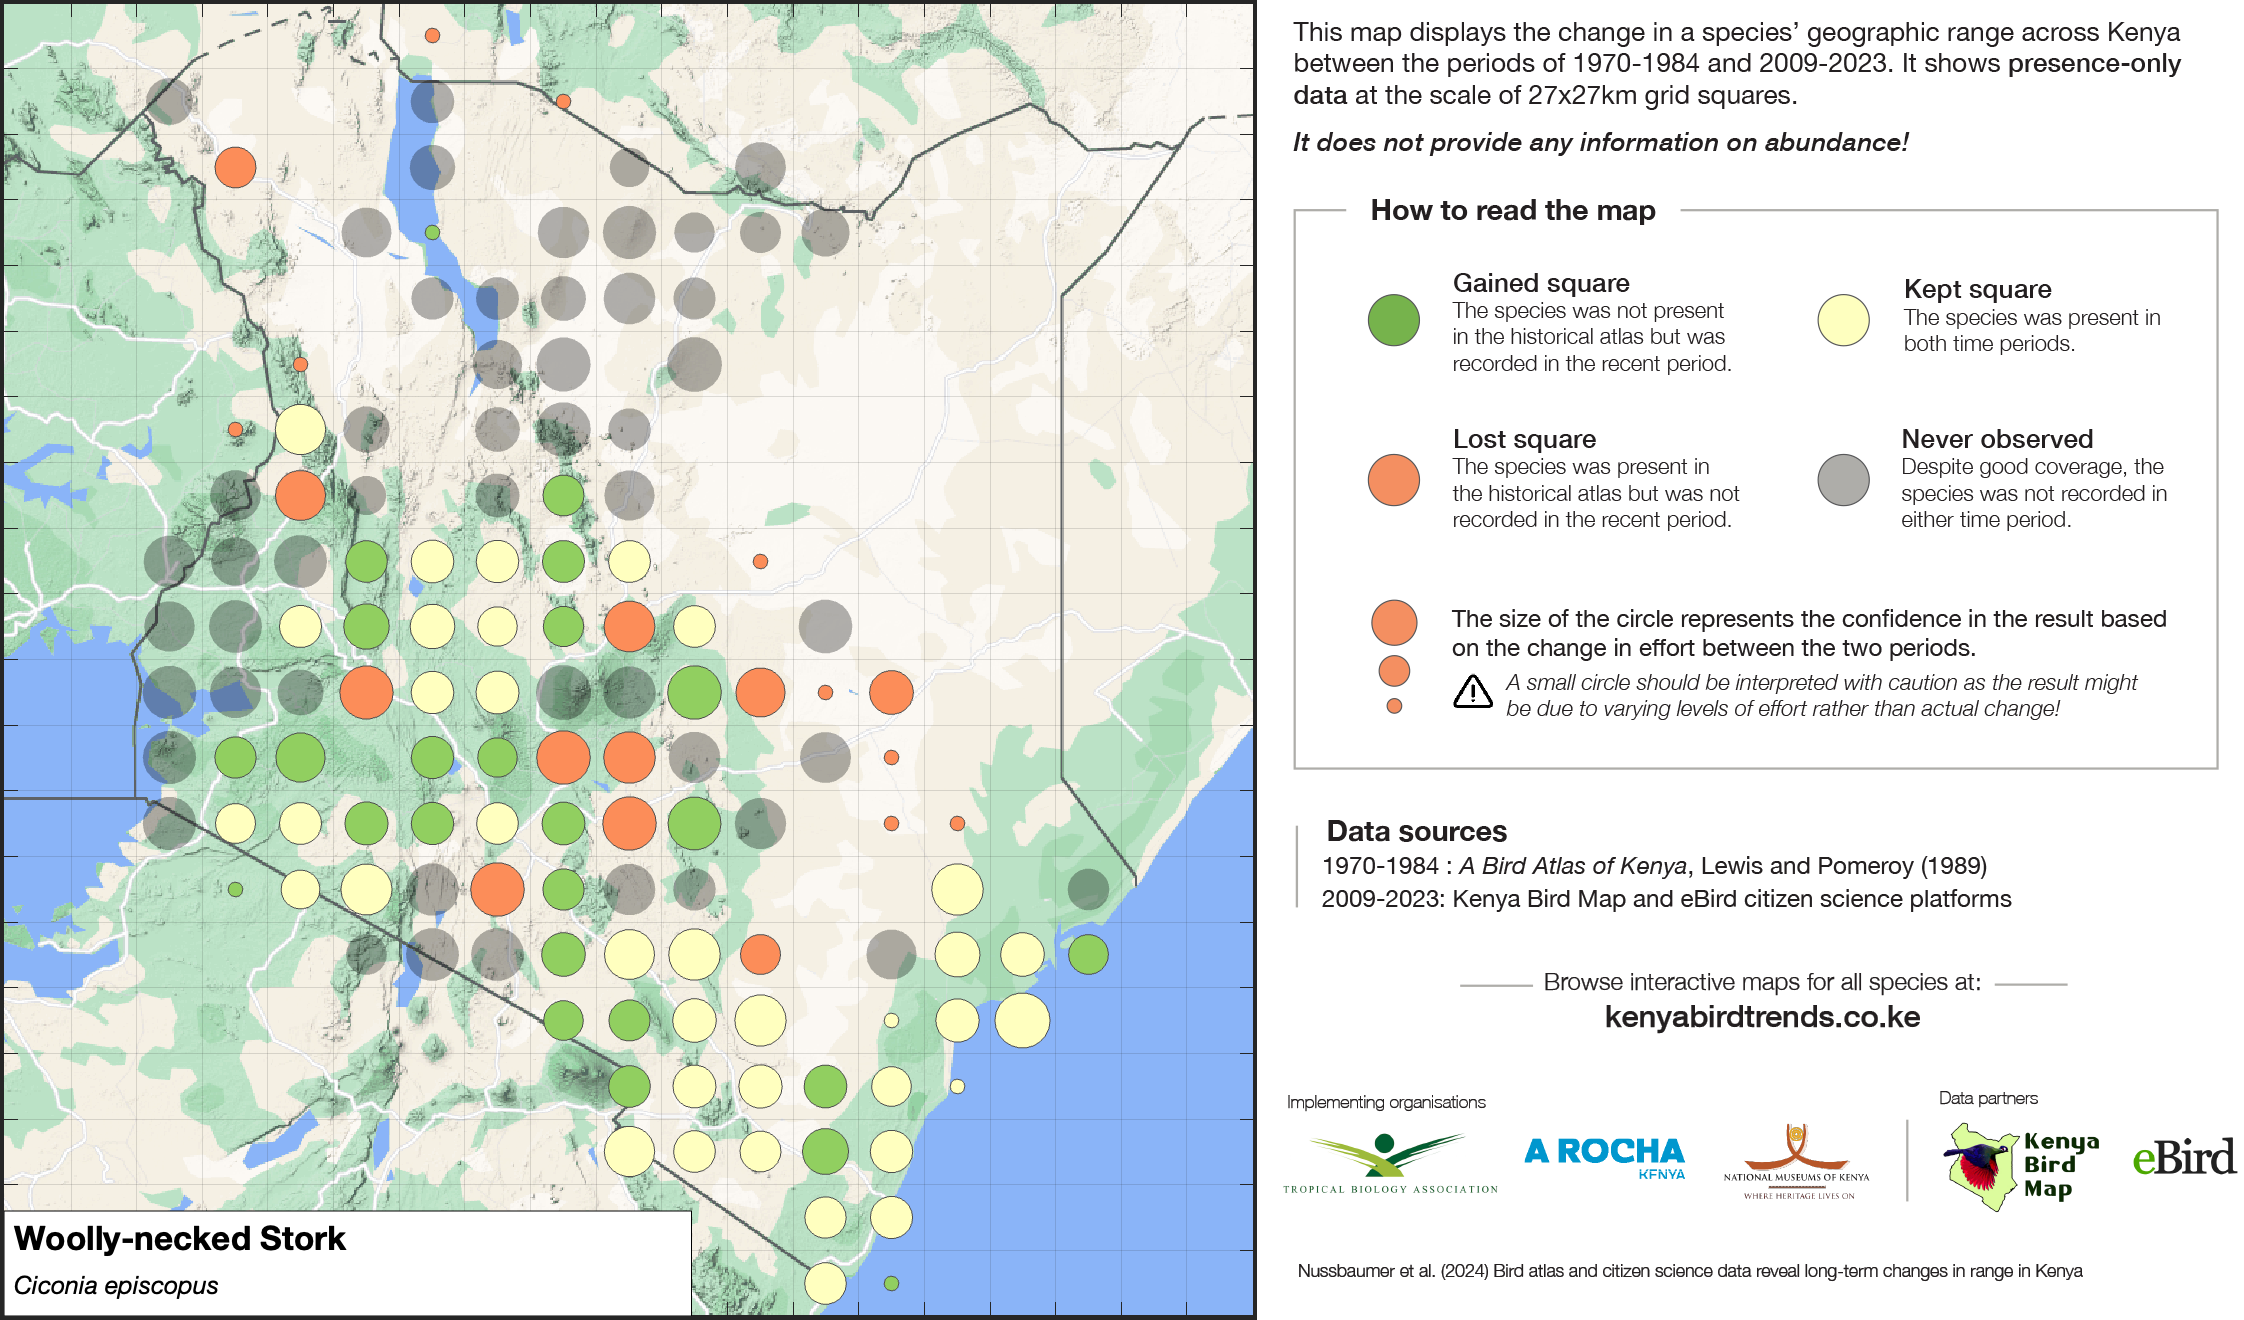 This map displays the change in a species’ geographic range across Kenya
between the periods of 1970-1984 and 2009-2023. It shows presence-only
data at the scale of 27x27km grid squares.
It does not provide any information on abundance!
How to read the map
Gained square
The species was not present
in the historical atlas but was
recorded in the recent period.
Kept square
The species was present in
both time periods.
Lost square
The species was present in
the historical atlas but was not
recorded in the recent period.
Never observed
Despite good coverage, the
species was not recorded in
either time period.
The size of the circle represents the confidence in the result based
on the change in effort between the two periods.
A small circle should be interpreted with caution as the result might
be due to varying levels of effort rather than actual change!
Data sources
1970-1984 : A Bird Atlas of Kenya, Lewis and Pomeroy (1989)
2009-2023: Kenya Bird Map and eBird citizen science platforms
Browse interactive maps for all species at:
kenyabirdtrends.co.ke
Implementing organisations
Data partners
TROPICAL BIOLOGY ASSOCIATION
A ROCHA
KENYA
NATIONAL MUSEUMS OF KENYA
WHERE HERITAGE LIVES ON
Kenya
Bird
Map
eBird
Nussbaumer et al. (2024) Bird atlas and citizen science data reveal long-term changes in range in Kenya
Woolly-necked Stork
Ciconia episcopus